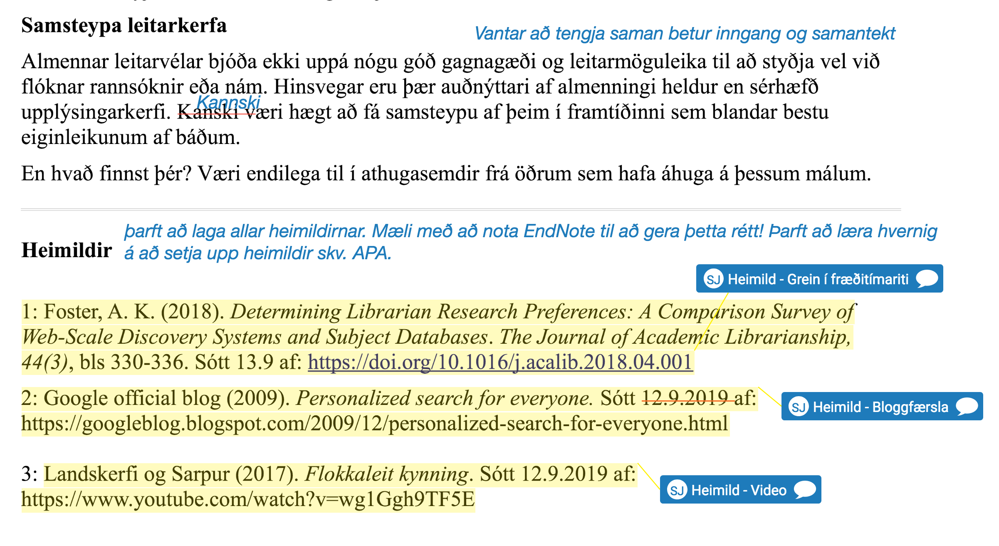 Samsteypa leitarkerfa
Vantar að tengja saman betur inngang og samantekt
Almennar leitarvélar bjóða ekki uppá nógu góð gagnagæði og leitarmöguleika til að styðja vel við
flóknar rannsóknir eða nám. Hinsvegar eru þær auðnýttari af almenningi heldur en sérhæfð
Kannski
upplýsingarkerfi. Kanski væri hægt að fá samsteypu af þeim í framtíðinni sem blandar bestu
eiginleikunum af báðum.
En hvað finnst þér? Væri endilega til í athugasemdir frá öðrum sem hafa áhuga á þessum málum.
þarft að laga allar heimildirnar. Mæli með að nota EndNote til að gera þetta rétt! Þarft að læra hvernig
á að setja upp heimildir skv. APA.
Heimildir
SJ Heimild - Grein í fræðitímariti
1: Foster, A. K. (2018). Determining Librarian Research Preferences: A Comparison Survey of
Web-Scale Discovery Systems and Subject Databases. The Journal of Academic Librarianship,
44(3), bls 330-336. Sótt 13.9 af: https://doi.org/10.1016/j.acalib.2018.04.001
2: Google official blog (2009). Personalized search for everyone. Sótt 12.9.2019 af:
SJ Heimild - Bloggfærsla
https://googleblog.blogspot.com/2009/12/personalized-search-for-everyone.html
3: Landskerfi og Sarpur (2017). Flokkaleit kynning. Sótt 12.9.2019 af:
SJ Heimild - Video
https://www.youtube.com/watch?v=wg1Ggh9TF5E